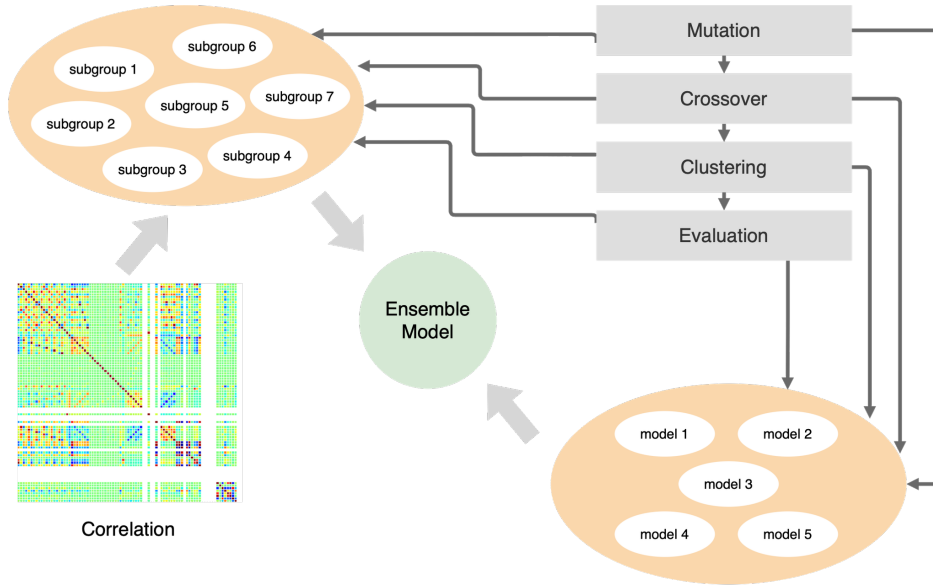 subgroup 6
subgroup 1
subgroup 7
subgroup 5
subgroup 2
subgroup 4
subgroup 3
Mutation
Crossover
Clustering
Evaluation
Ensemble
Model
Correlation
model 1
model 2
model 3
model 4
model 5